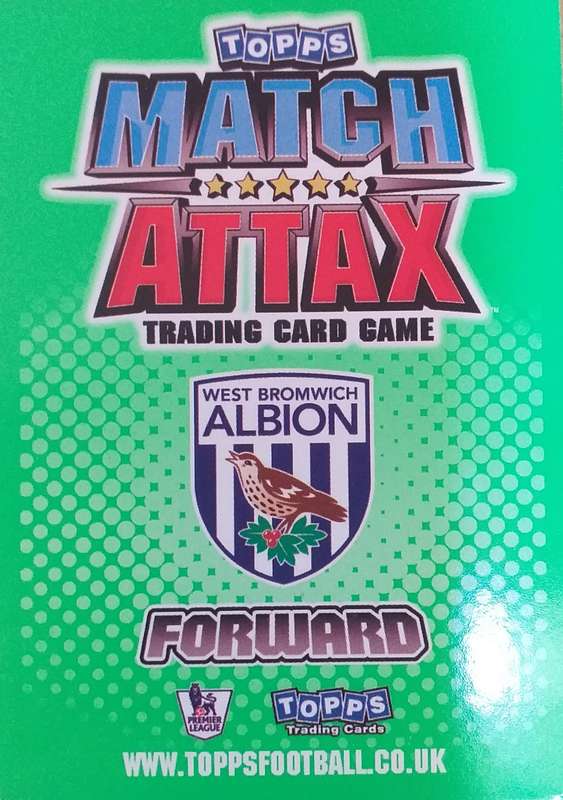 TOPPS
MATCH
ATTAX
TM
TRADING CARD GAME
WEST BROMWICH
ALBION
FORWARD
PREMIER
LEAGUE
TOPPS
Trading Cards
WWW.TOPPSFOOTBALL.CO.UK